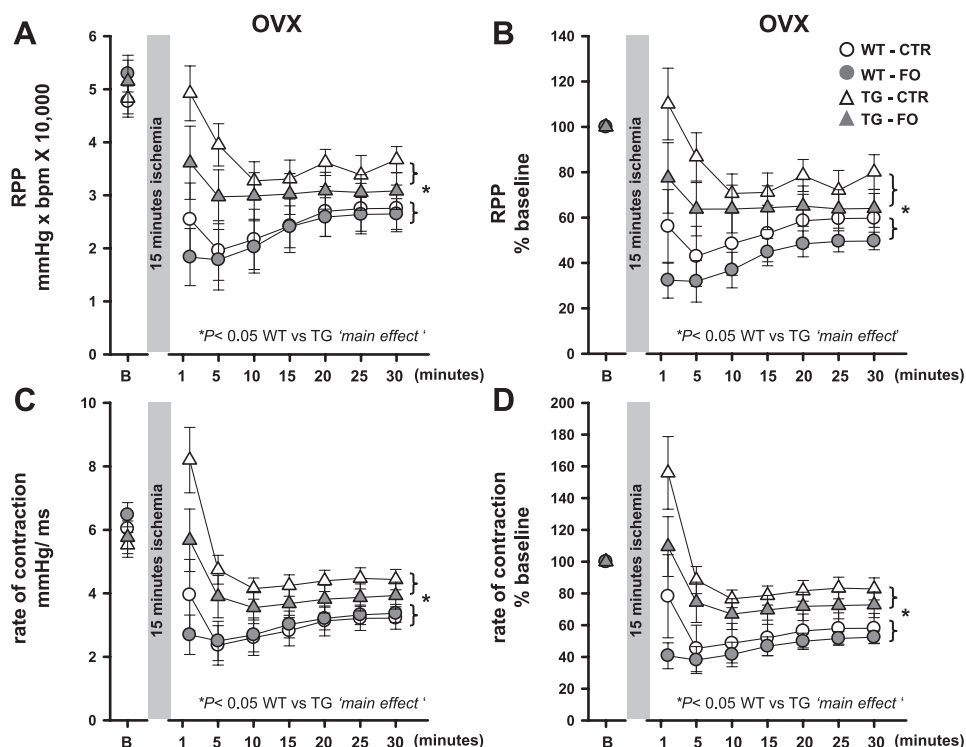 A
OVX
6
5
4
3
2
1
0
RPP
mmHg x bpm X 10,000
15 minutes ischemia
*
*P< 0.05 WT vs TG 'main effect '
B 1 5 10 15 20 25 30 (minutes)
B
OVX
140
120
100
80
60
40
20
0
RPP
% baseline
15 minutes ischemia
WT - CTR
WT - FO
TG - CTR
TG - FO
*
*P< 0.05 WT vs TG 'main effect'
B 1 5 10 15 20 25 30 (minutes)
C
10
8
6
4
2
0
rate of contraction
mmHg/ ms
15 minutes ischemia
*
*P< 0.05 WT vs TG 'main effect '
B 1 5 10 15 20 25 30 (minutes)
D
200
180
160
140
120
100
80
60
40
20
0
rate of contraction
% baseline
15 minutes ischemia
*
*P< 0.05 WT vs TG 'main effect '
B 1 5 10 15 20 25 30 (minutes)